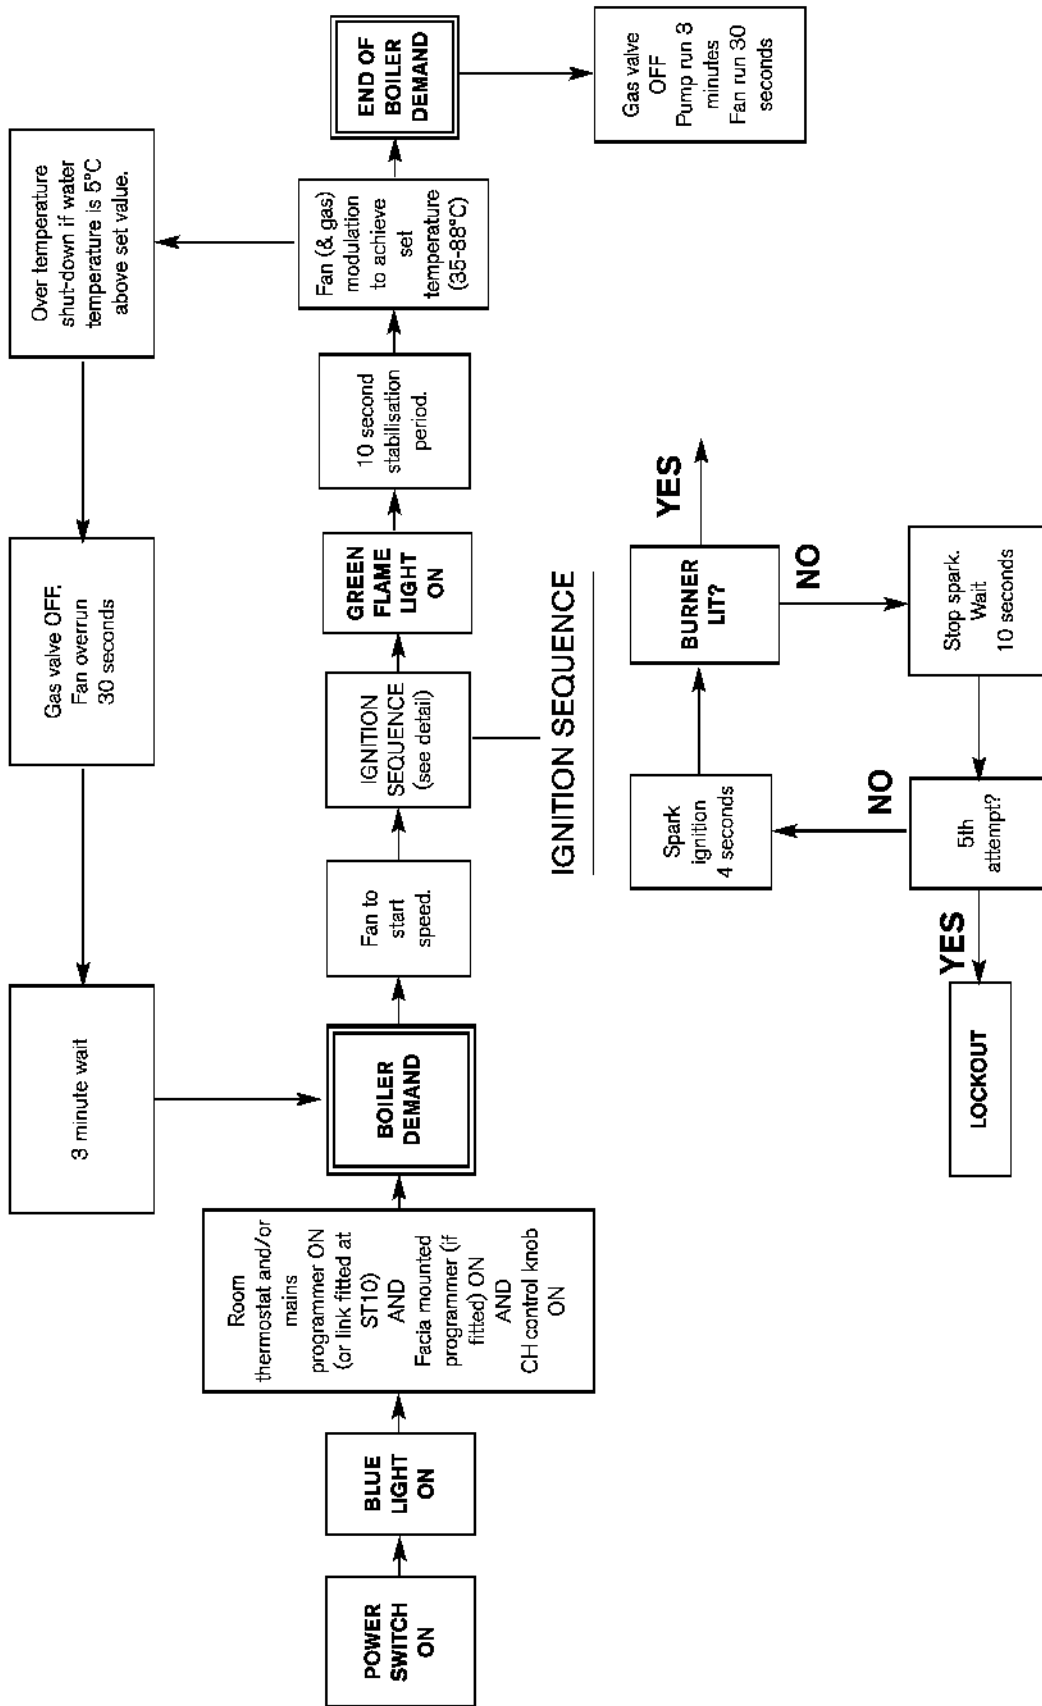 Over temperature
shut-down if water
temperature is 5°C
above set value.
Gas valve OFF.
Fan overrun
30 seconds
3 minute wait
POWER
SWITCH
ON
BLUE
LIGHT
ON
Room
thermostat and/or
mains
programmer ON
(or link fitted at
ST10)
AND
Facia mounted
programmer (if
fitted) ON
AND
CH control knob
ON
BOILER
DEMAND
Fan to
start
speed.
IGNITION
SEQUENCE
(see detail)
GREEN
FLAME
LIGHT
ON
10 second
stabilisation
period.
Fan (& gas)
modulation
to achieve
set
temperature
(35-88°C)
END OF
BOILER
DEMAND
Gas valve
OFF
Pump run 3
minutes
Fan run 30
seconds
IGNITION SEQUENCE
Spark
ignition
4 seconds
BURNER
LIT?
YES
NO
Stop spark.
Wait
10 seconds
5th
attempt?
NO
YES
LOCKOUT